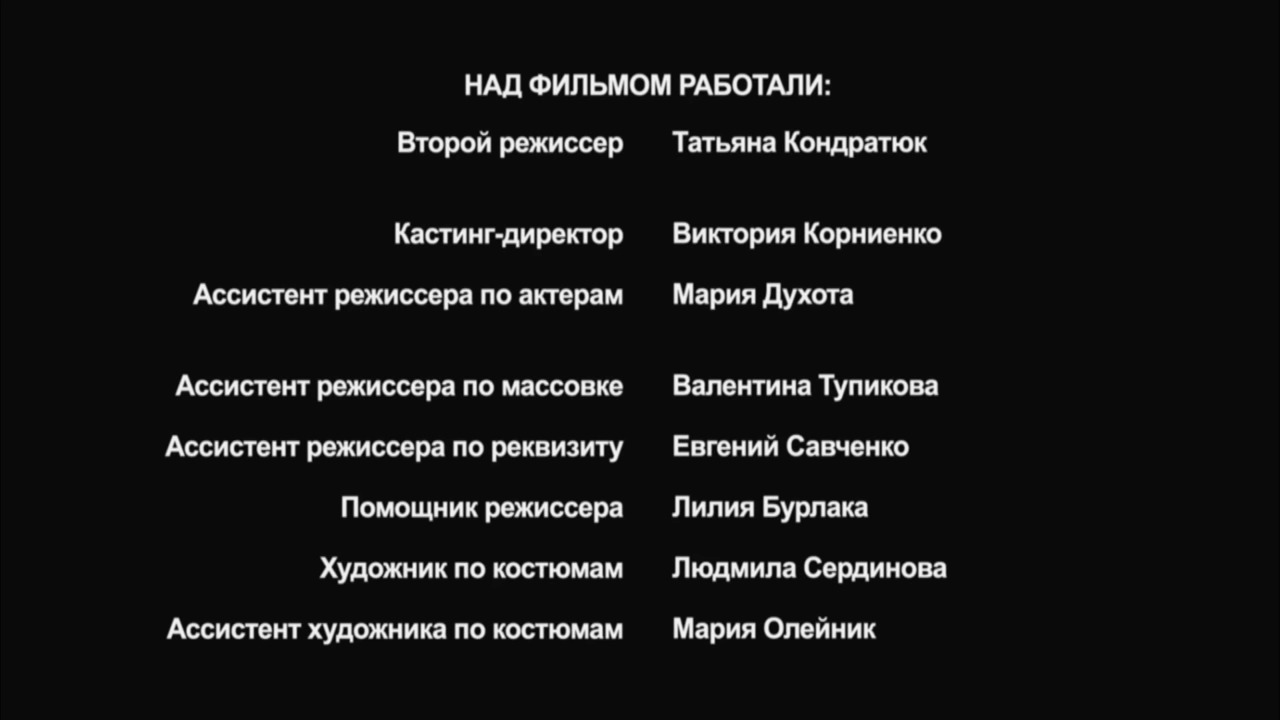 НАД ФИЛЬМОМ РАБОТАЛИ:
Второй режиссер Татьяна Кондратюк
Кастинг-директор Виктория Корниенко
Ассистент режиссера по актерам Мария Духота
Ассистент режиссера по массовке Валентина Тупикова
Ассистент режиссера по реквизиту Евгений Савченко
Помощник режиссера Лилия Бурлака
Художник по костюмам Людмила Сердинова
Ассистент художника по костюмам Мария Олейник